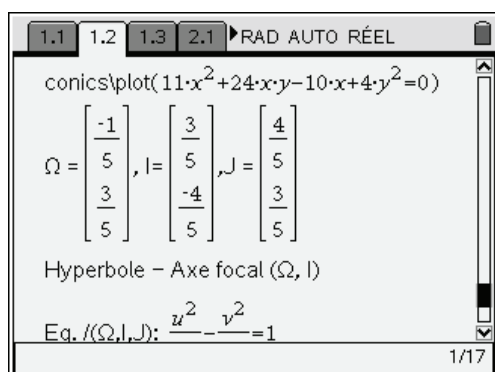 1.1 1.2 1.3 2.1 RAD AUTO RÉEL
conics\plot(11·x²+24·x·y−10·x+4·y²=0)
Ω = [-1/5 3/5], I= [3/5 -4/5], J = [4/5 3/5]
Hyperbole – Axe focal (Ω, I)
Eq. /(Ω,I,J): u² − v² =1
1/17